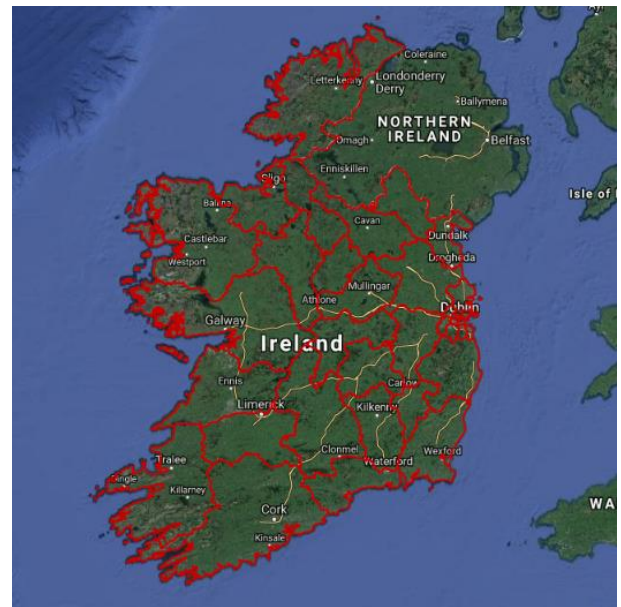 Coleraine
Letterkenny
Londonderry
Derry
Ballymena
NORTHERN
IRELAND
Omagh
Belfast
Enniskillen
Sligo
Isle of
Ballina
Cavan
Dundalk
Castlebar
Westport
Drogheda
Mullingar
Athlone
Dublin
Galway
Ireland
Ennis
Carlow
Limerick
Kilkenny
Clonmel
Wexford
Tralee
Waterford
Dingle
Killarney
Cork
WA
Kinsale